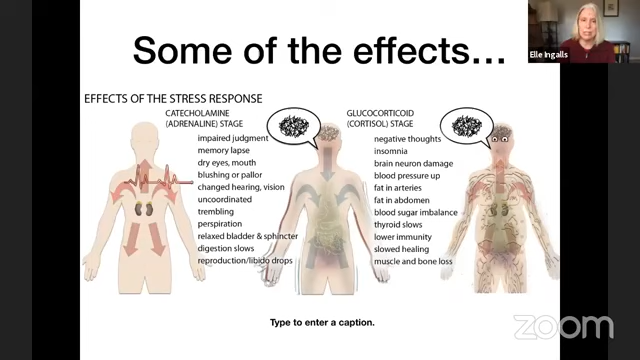 Some of the effects...
Elle Ingalls
EFFECTS OF THE STRESS RESPONSE
CATECHOLAMINE
(ADRENALINE) STAGE
impaired judgment
memory lapse
dry eyes, mouth
blushing or pallor
changed hearing, vision
uncoordinated
trembling
perspiration
relaxed bladder & sphincter
digestion slows
reproduction/libido drops
GLUCOCORTICOID
(CORTISOL) STAGE
negative thoughts
insomnia
brain neuron damage
blood pressure up
fat in arteries
fat in abdomen
blood sugar imbalance
thyroid slows
lower immunity
slowed healing
muscle and bone loss
Type to enter a caption.
zoom